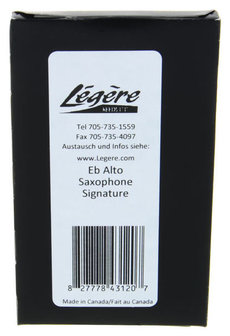 Légère
REEDS
Tel 705-735-1559
Fax 705-735-4097
Austausch und Infos siehe:
www.Legere.com
Eb Alto
Saxophone
Signature
8 27778 43120 7
Made in Canada/Fait au Canada